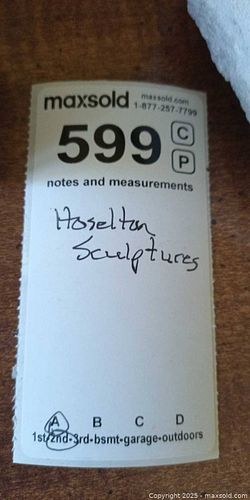 maxsold maxsold.com
1-877-257-7799
599 C
P
notes and measurements
Hoselton
Sculptures
A B C D
1st-2nd-3rd-bsmt-garage-outdoors
Copyright 2025 - maxsold.com